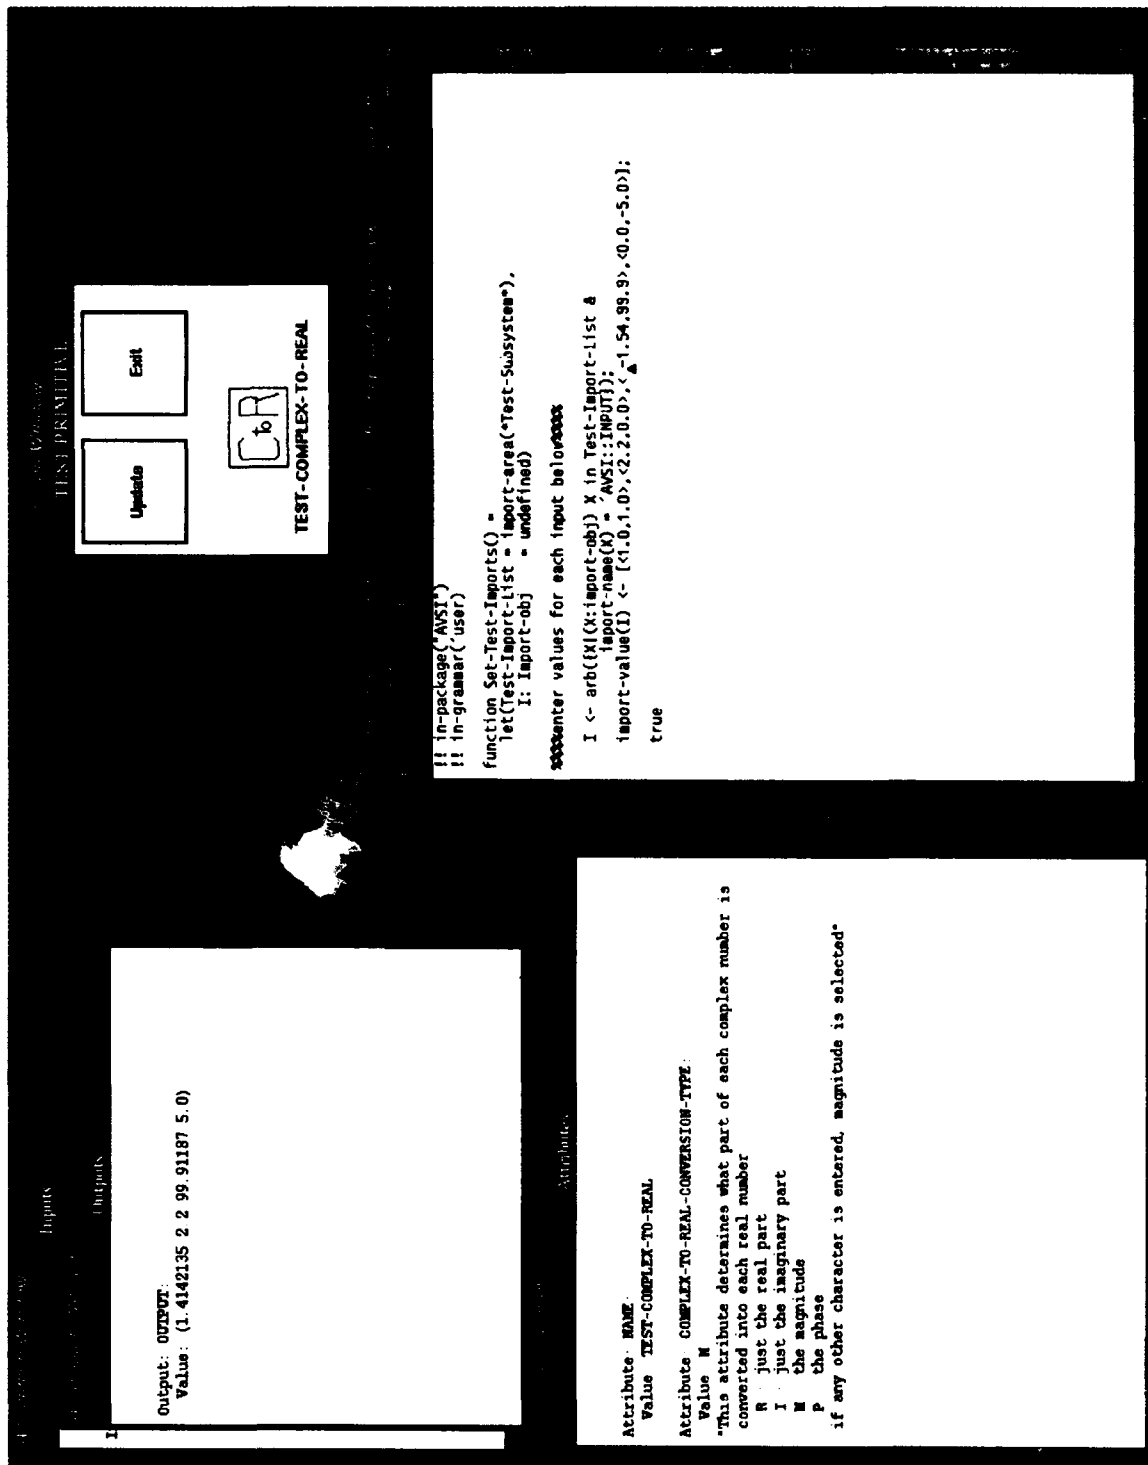 Inputs
Outputs
Output: OUTPUT:
Value: (1.4142135 2 2 99.91187 5.0)
Attributes
Attribute: NAME:
Value TEST-COMPLEX-TO-REAL
Attribute COMPLEX-TO-REAL-CONVERSION-TYPE:
Value M
"This attribute determines what part of each complex number is
converted into each real number
R just the real part
I just the imaginary part
M the magnitude
P the phase
if any other character is entered, magnitude is selected"
Window
TEST PRIMITIVE
Update
Exit
C to R
TEST-COMPLEX-TO-REAL
!! in-package("AVSI")
!! in-grammar('user)
function Set-Test-Imports() =
let(Test-Import-List = import-area(*Test-Subsystem*),
I: Import-obj = undefined)
%%%%enter values for each input below%%%%
I <- arb({X|(X:import-obj) X in Test-Import-List &
import-name(X) = 'AVSI::INPUT});
import-value(I) <- [<1.0,1.0>,<2.2,0.0>,<-1.54,99.9>,<0.0,-5.0>];
true